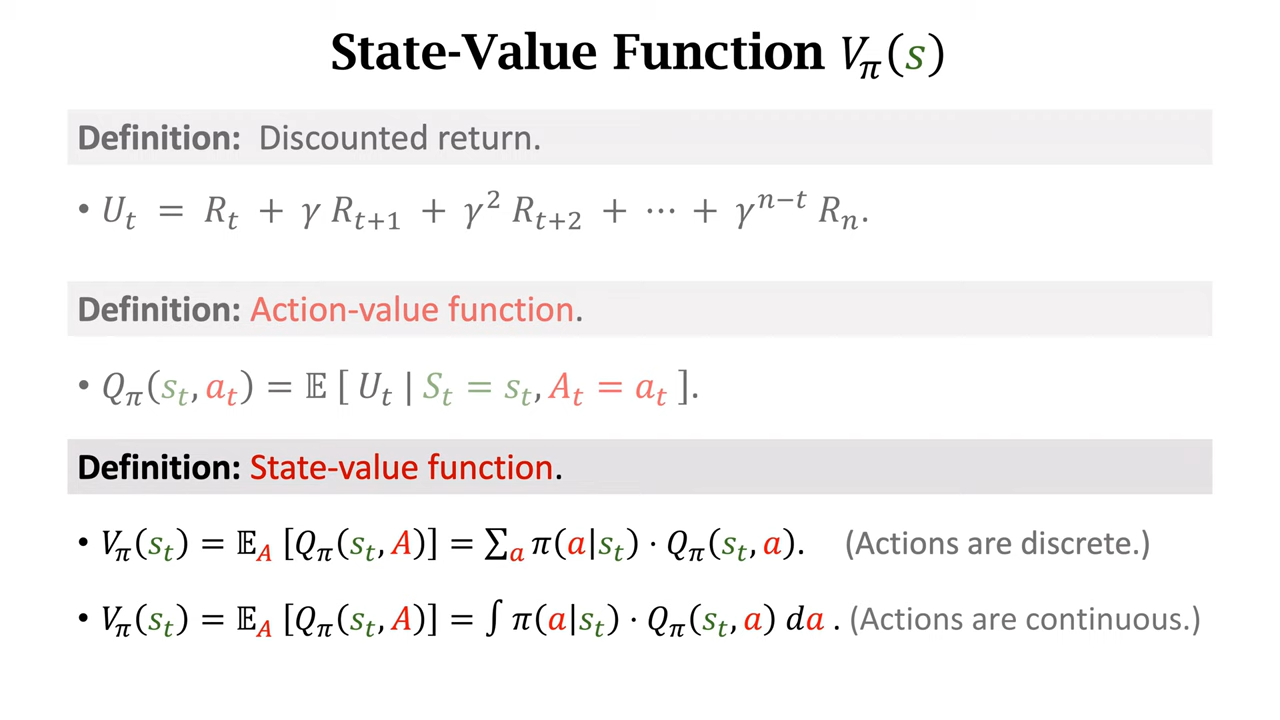 State-Value Function V_π(s)
Definition: Discounted return.
• U_t = R_t + γ R_{t+1} + γ^2 R_{t+2} + ⋯ + γ^{n−t} R_n.
Definition: Action-value function.
• Q_π(s_t, a_t) = 𝔼 [ U_t | S_t = s_t, A_t = a_t ].
Definition: State-value function.
• V_π(s_t) = 𝔼_A [Q_π(s_t, A)] = ∑_a π(a|s_t) · Q_π(s_t, a). (Actions are discrete.)
• V_π(s_t) = 𝔼_A [Q_π(s_t, A)] = ∫ π(a|s_t) · Q_π(s_t, a) da . (Actions are continuous.)